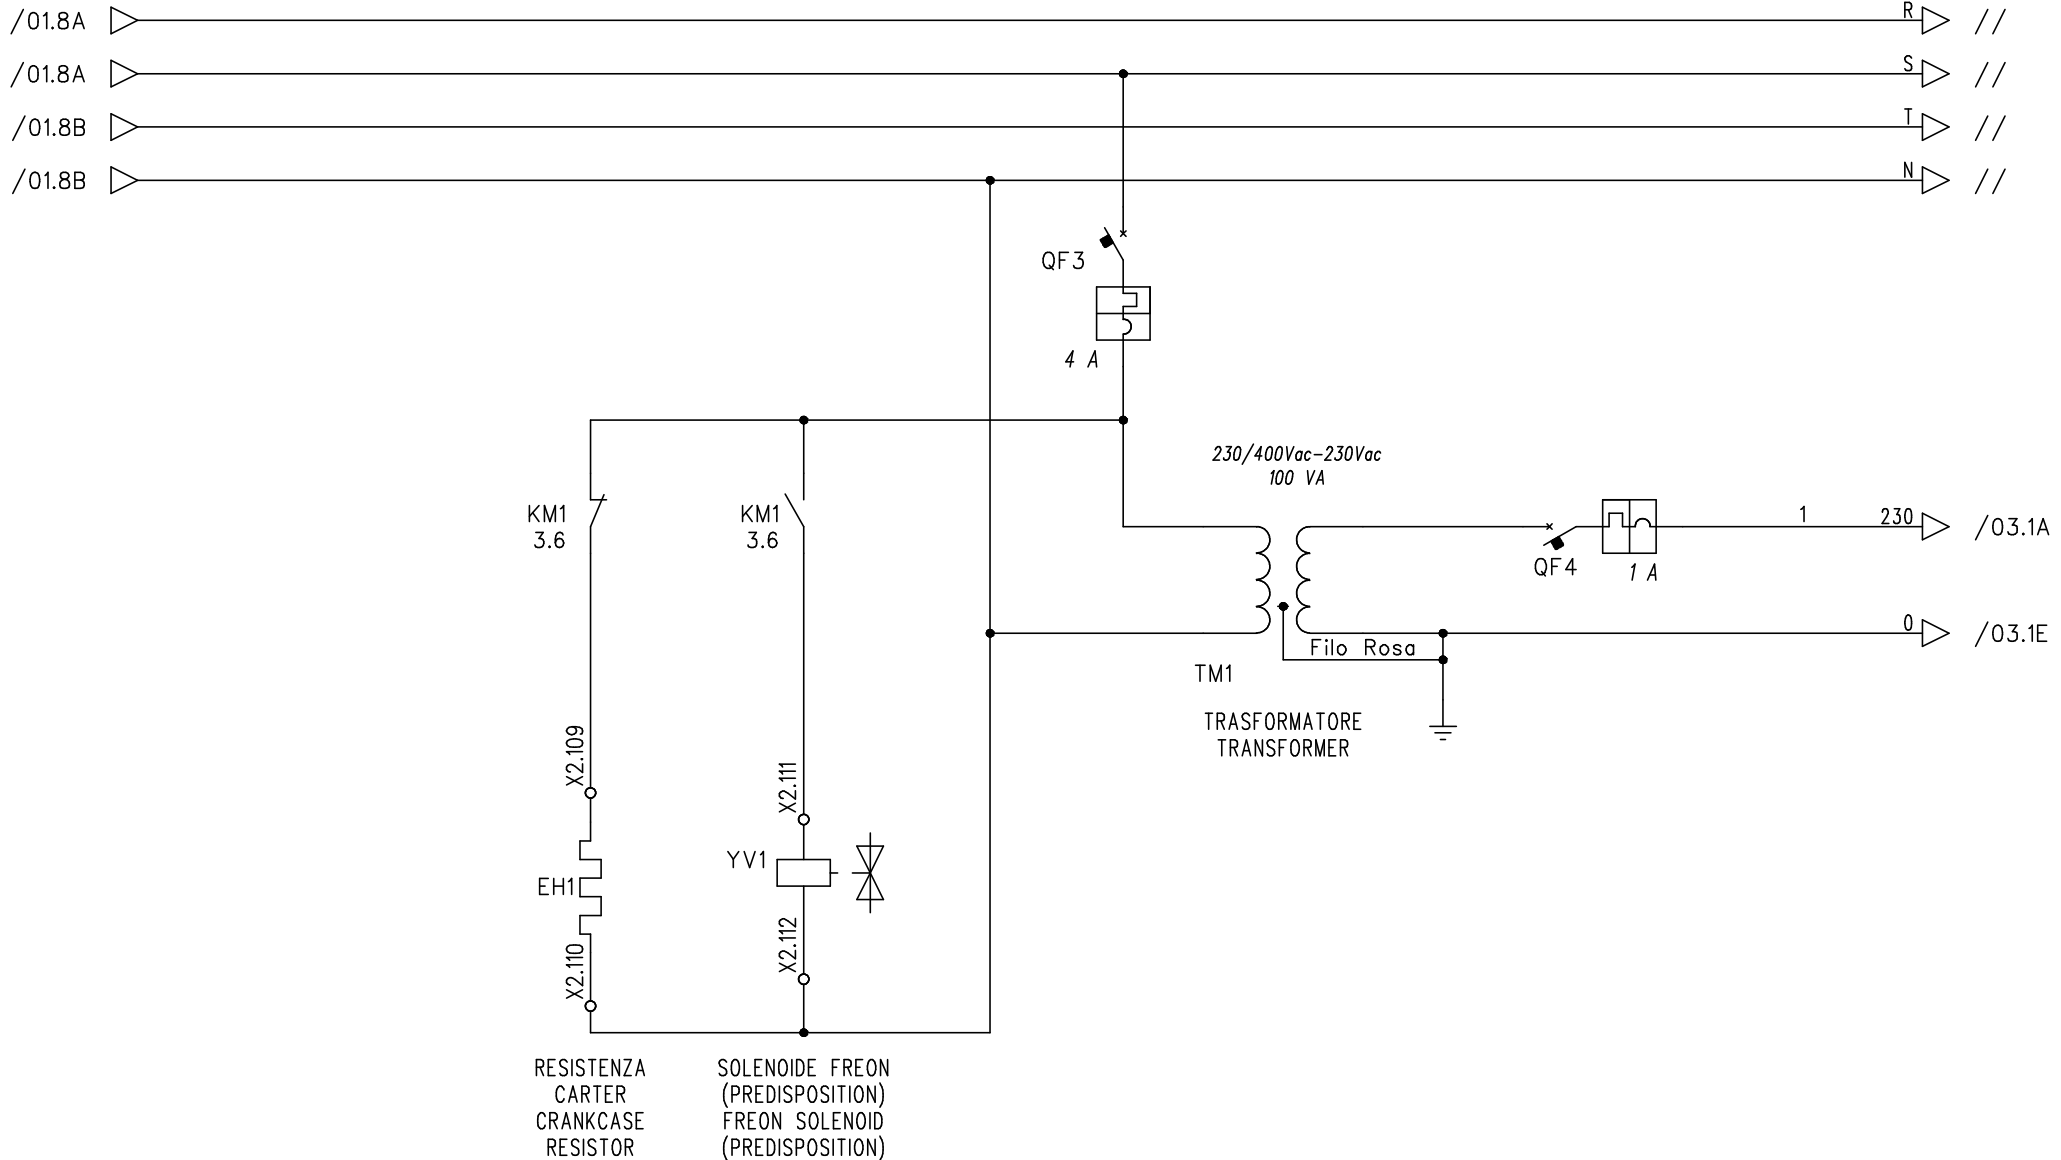 /01.8A
R
//
/01.8A
S
//
/01.8B
T
//
/01.8B
N
//
QF3
4 A
230/400Vac-230Vac
100 VA
KM1
3.6
KM1
3.6
QF4
1 A
1
230
/03.1A
0
/03.1E
Filo Rosa
TM1
TRASFORMATORE
TRANSFORMER
X2.109
X2.111
YV1
EH1
X2.110
X2.112
RESISTENZA
CARTER
CRANKCASE
RESISTOR
SOLENOIDE FREON
(PREDISPOSITION)
FREON SOLENOID
(PREDISPOSITION)